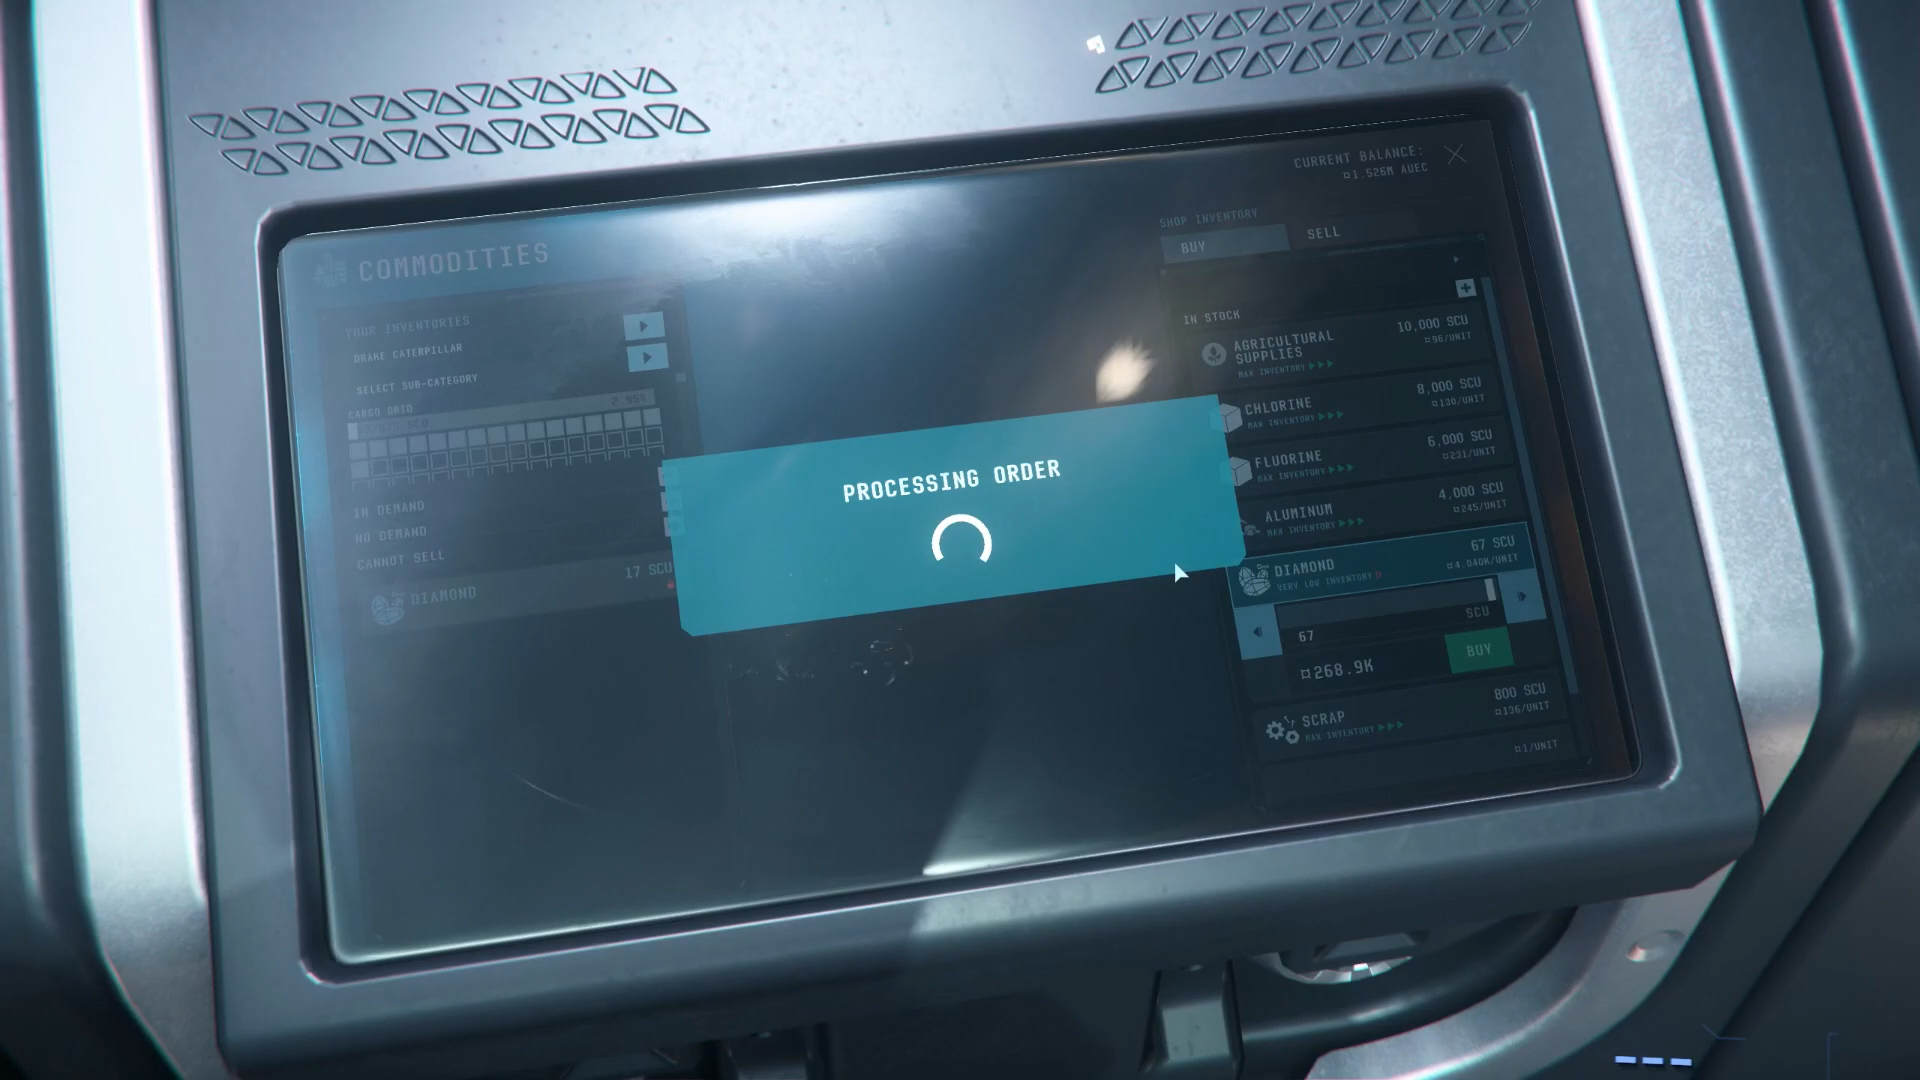 CURRENT BALANCE:
¤1.526M AUEC
COMMODITIES
SHOP INVENTORY
BUY
SELL
YOUR INVENTORIES
DRAKE CATERPILLAR
SELECT SUB-CATEGORY
CARGO GRID
2.95%
IN DEMAND
NO DEMAND
CANNOT SELL
DIAMOND
17 SCU
PROCESSING ORDER
IN STOCK
AGRICULTURAL
SUPPLIES
MAX INVENTORY
10,000 SCU
¤96/UNIT
CHLORINE
MAX INVENTORY
8,000 SCU
¤130/UNIT
FLUORINE
MAX INVENTORY
6,000 SCU
¤231/UNIT
ALUMINUM
MAX INVENTORY
4,000 SCU
¤245/UNIT
DIAMOND
VERY LOW INVENTORY
67 SCU
¤4.040K/UNIT
67
SCU
¤268.9K
BUY
SCRAP
MAX INVENTORY
800 SCU
¤136/UNIT
¤1/UNIT